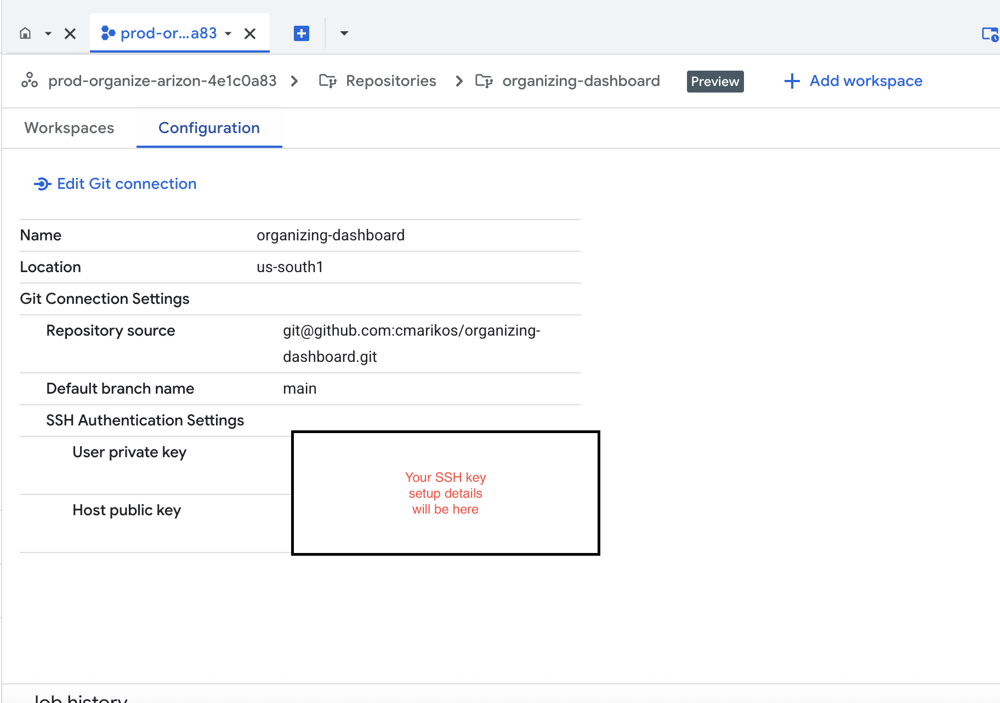 prod-or...a83
prod-organize-arizon-4e1c0a83 Repositories organizing-dashboard Preview Add workspace
Workspaces Configuration
Edit Git connection
Name organizing-dashboard
Location us-south1
Git Connection Settings
Repository source git@github.com:cmarikos/organizing-
dashboard.git
Default branch name main
SSH Authentication Settings
User private key
Your SSH key
setup details
will be here
Host public key
Job history